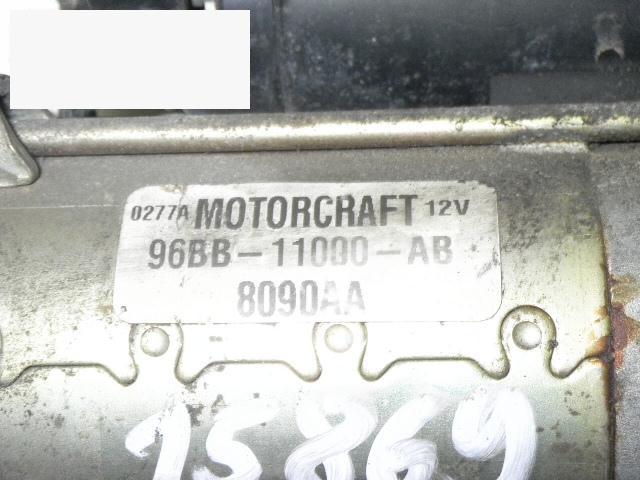 0277A MOTORCRAFT 12V
96BB-11000-AB
8090AA
15869